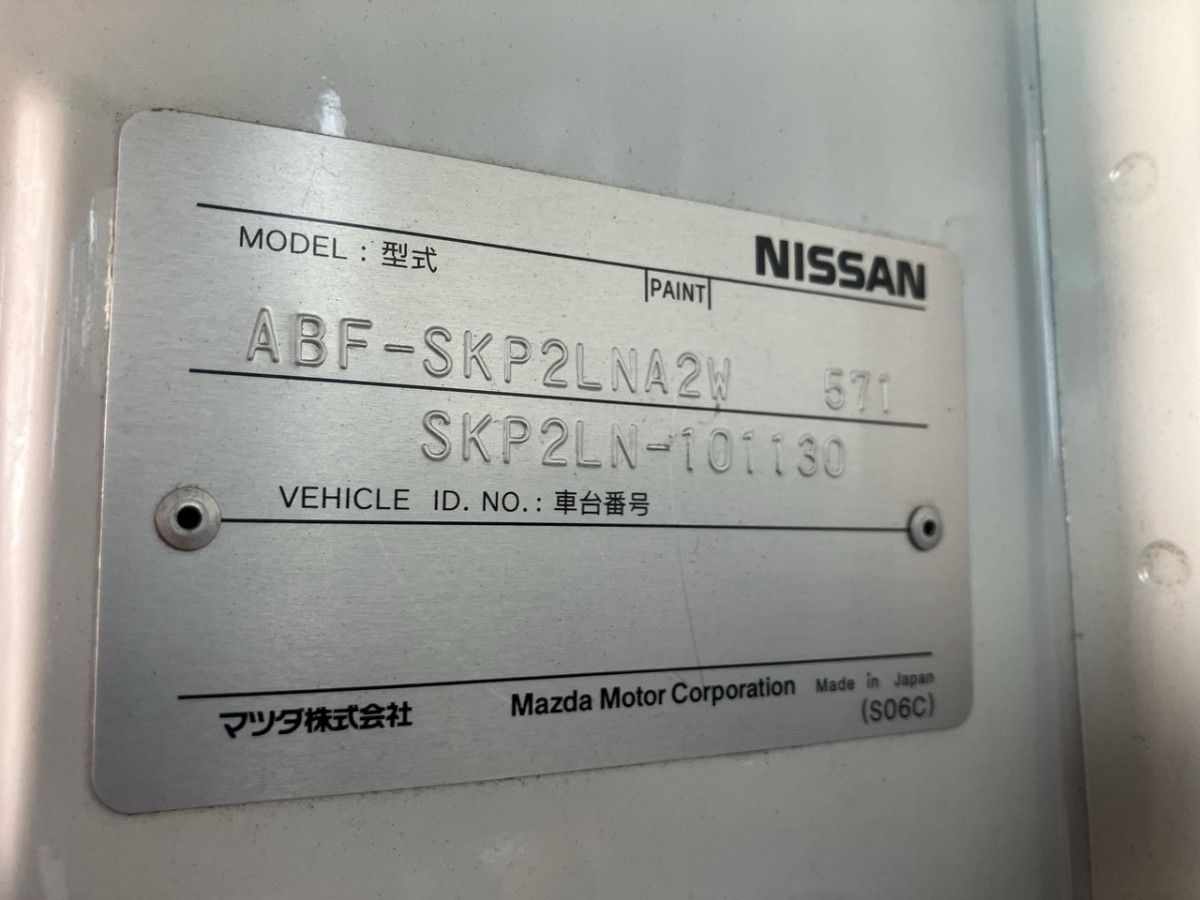 NISSAN
MODEL : 型式
PAINT
ABF-SKP2LNA2W 571
SKP2LN-101130
VEHICLE ID. NO. : 車台番号
マツダ株式会社 Mazda Motor Corporation Made in Japan
(S06C)